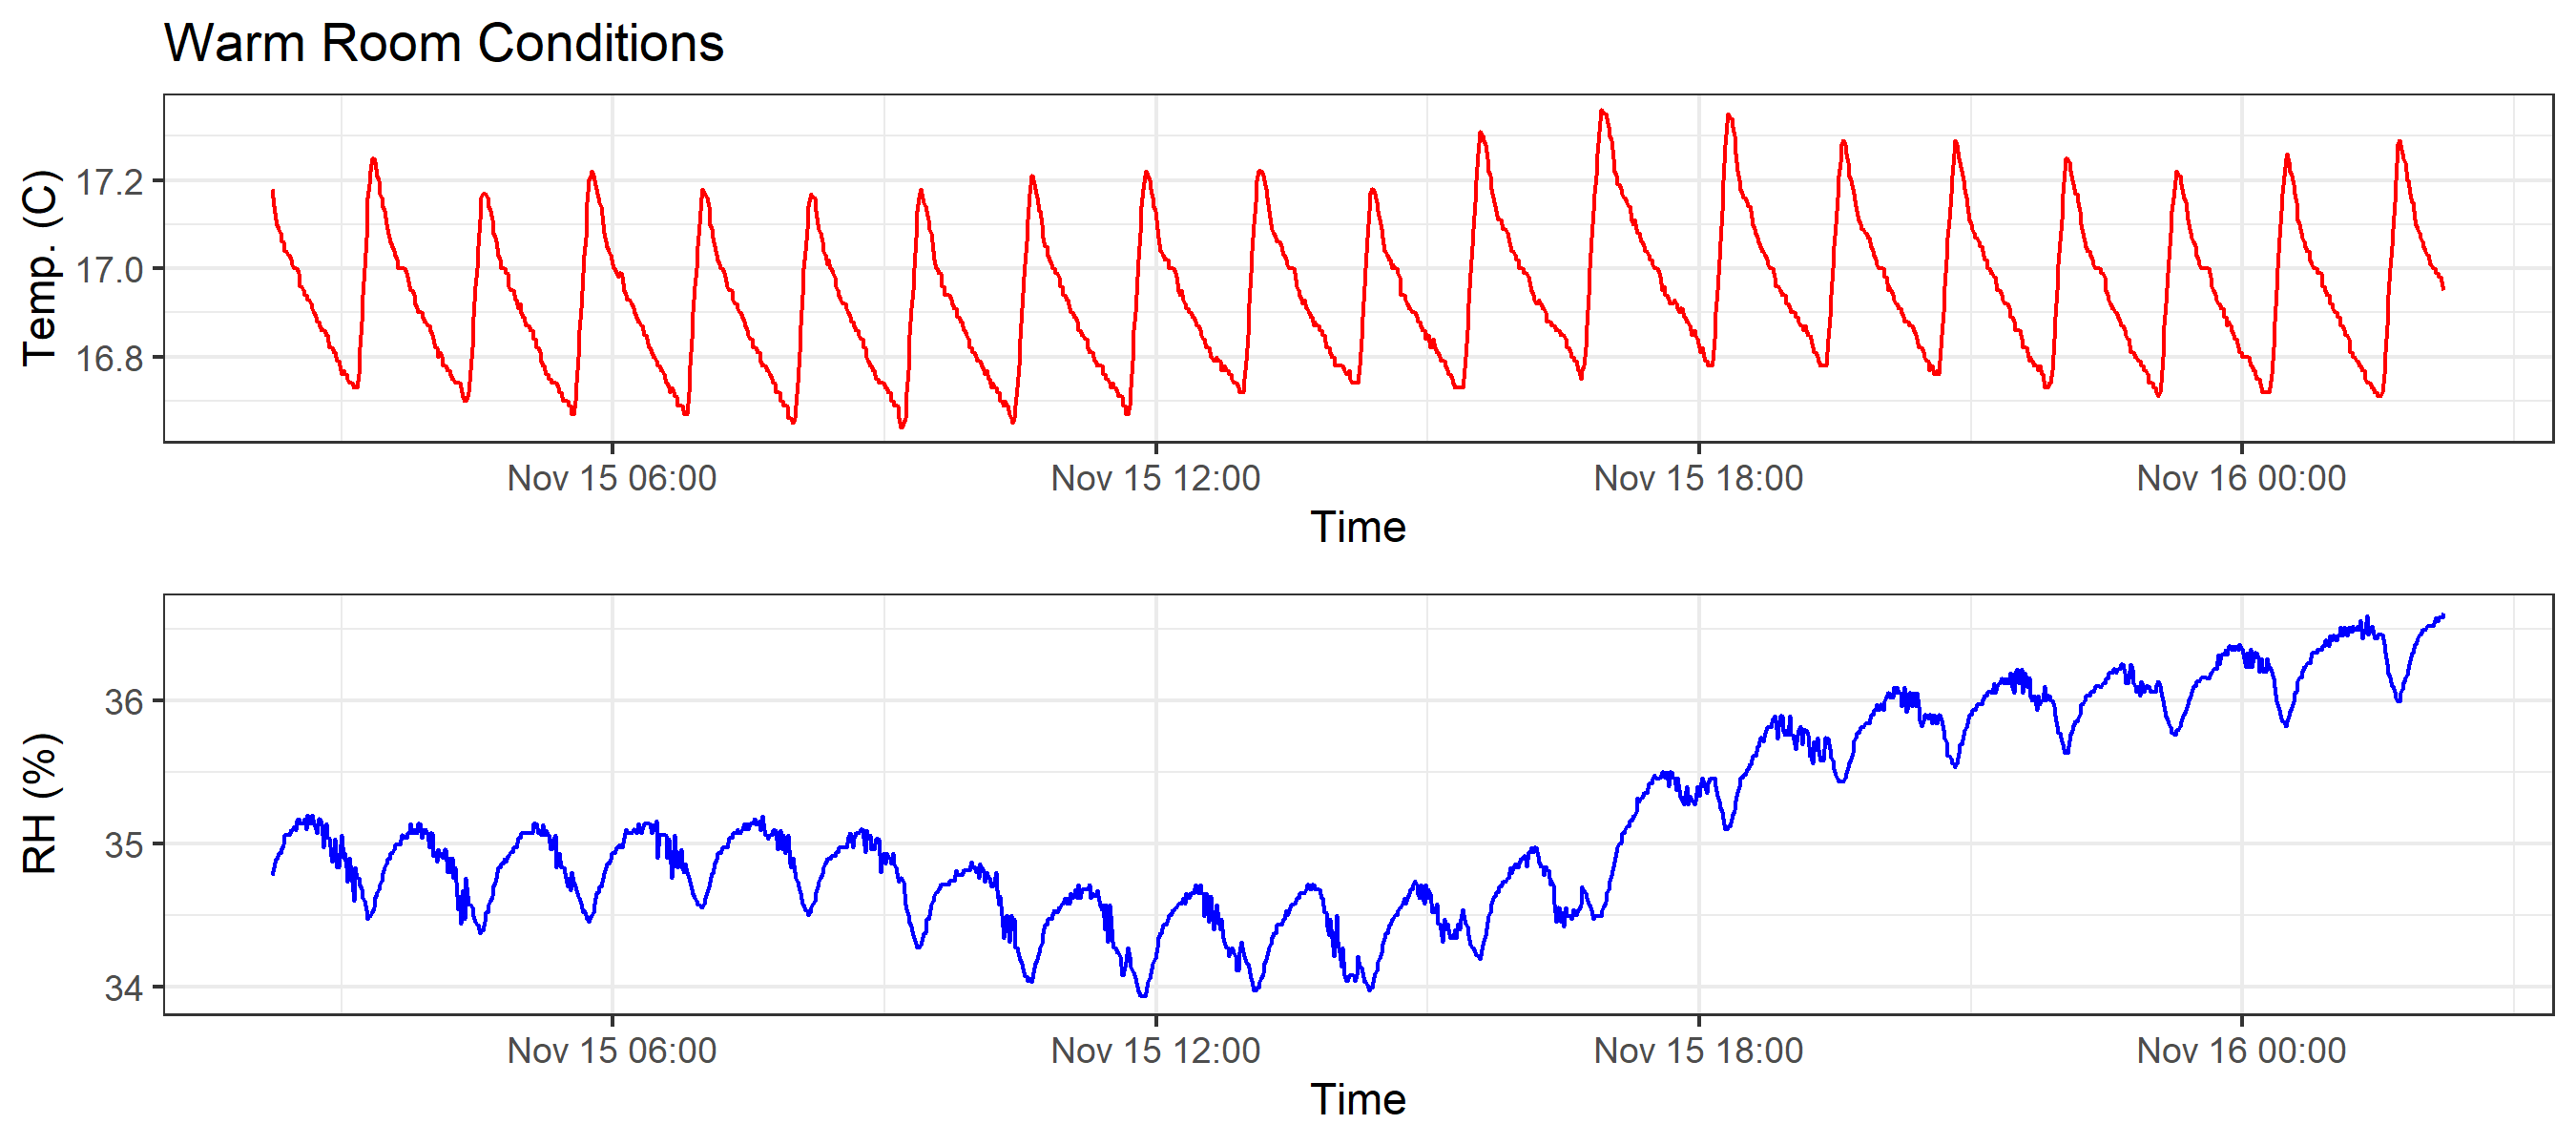 Warm Room Conditions
Temp. (C)
17.2
17.0
16.8
Nov 15 06:00 Nov 15 12:00 Nov 15 18:00 Nov 16 00:00
Time
RH (%)
36
35
34
Nov 15 06:00 Nov 15 12:00 Nov 15 18:00 Nov 16 00:00
Time